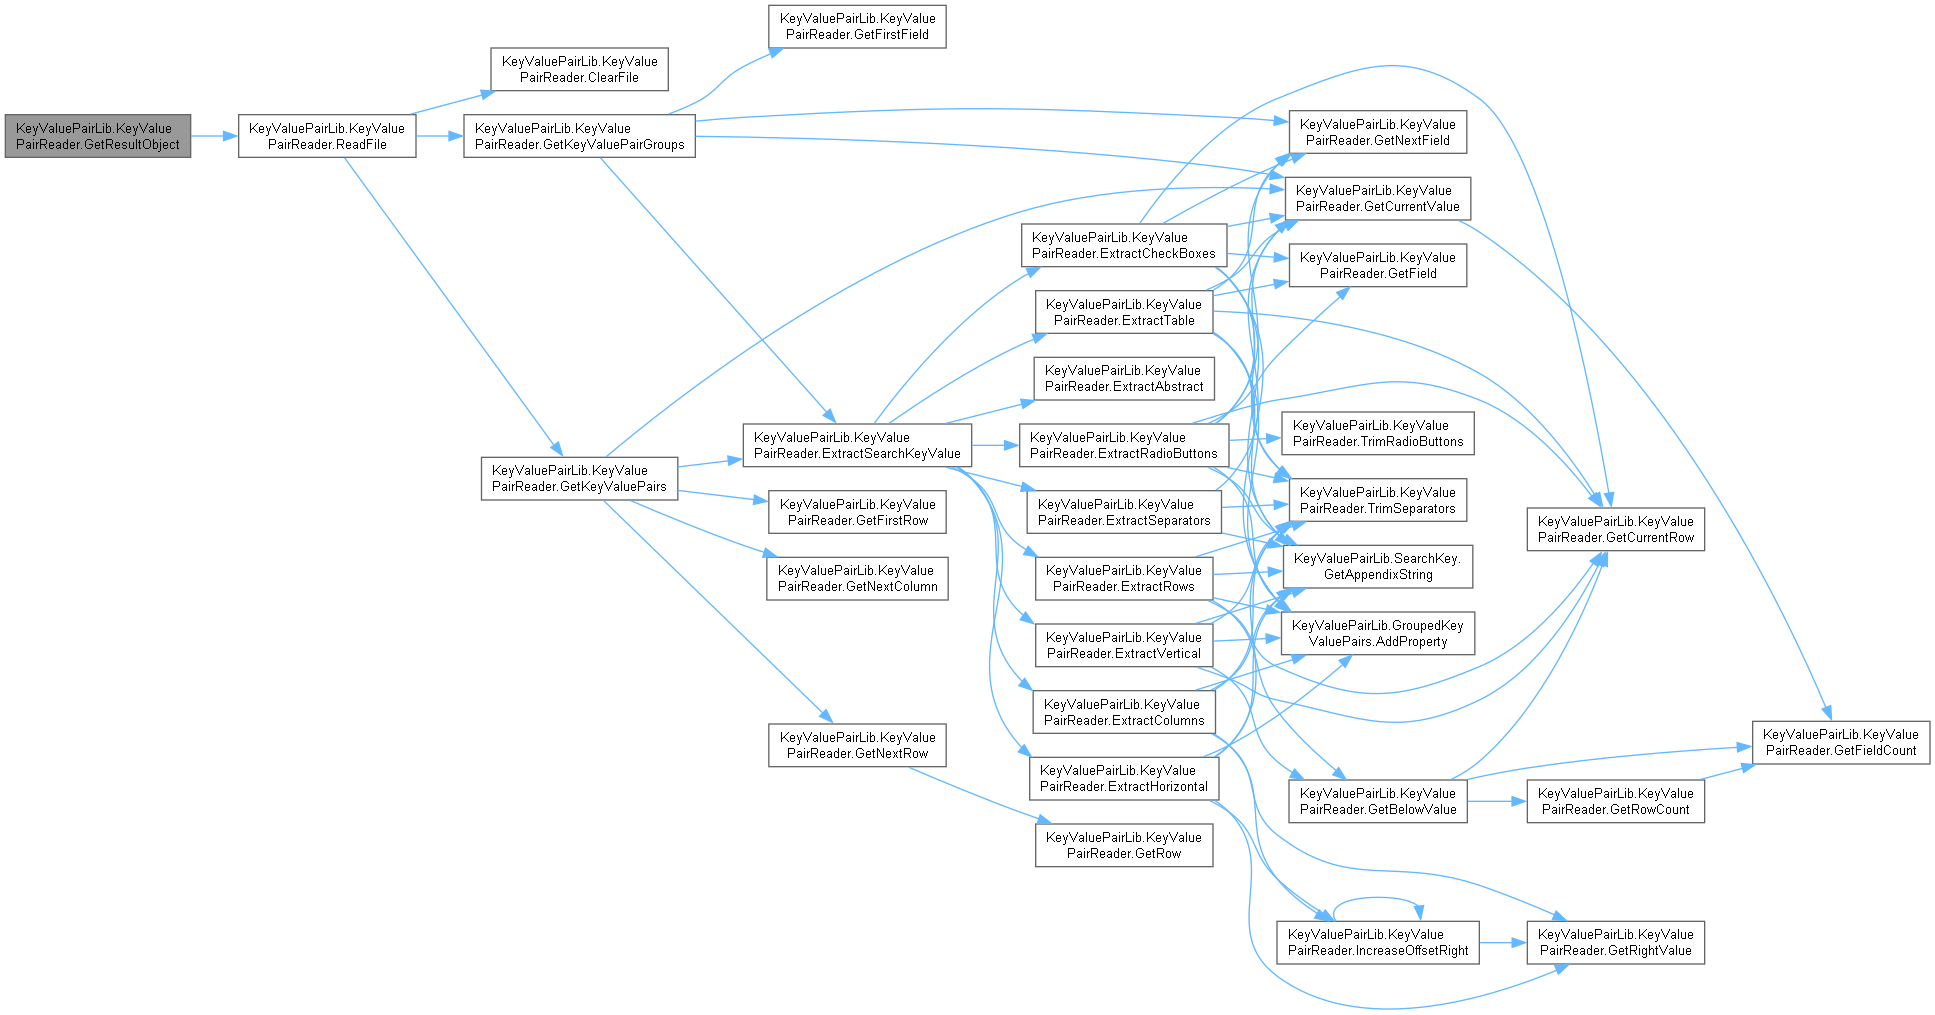 KeyValuePairLib.KeyValue
PairReader.GetResultObject
KeyValuePairLib.KeyValue
PairReader.ReadFile
KeyValuePairLib.KeyValue
PairReader.ClearFile
KeyValuePairLib.KeyValue
PairReader.GetKeyValuePairGroups
KeyValuePairLib.KeyValue
PairReader.GetKeyValuePairs
KeyValuePairLib.KeyValue
PairReader.GetFirstField
KeyValuePairLib.KeyValue
PairReader.ExtractSearchKeyValue
KeyValuePairLib.KeyValue
PairReader.GetFirstRow
KeyValuePairLib.KeyValue
PairReader.GetNextColumn
KeyValuePairLib.KeyValue
PairReader.GetNextRow
KeyValuePairLib.KeyValue
PairReader.ExtractCheckBoxes
KeyValuePairLib.KeyValue
PairReader.ExtractTable
KeyValuePairLib.KeyValue
PairReader.ExtractAbstract
KeyValuePairLib.KeyValue
PairReader.ExtractRadioButtons
KeyValuePairLib.KeyValue
PairReader.ExtractSeparators
KeyValuePairLib.KeyValue
PairReader.ExtractRows
KeyValuePairLib.KeyValue
PairReader.ExtractVertical
KeyValuePairLib.KeyValue
PairReader.ExtractColumns
KeyValuePairLib.KeyValue
PairReader.ExtractHorizontal
KeyValuePairLib.KeyValue
PairReader.GetRow
KeyValuePairLib.KeyValue
PairReader.GetNextField
KeyValuePairLib.KeyValue
PairReader.GetCurrentValue
KeyValuePairLib.KeyValue
PairReader.GetField
KeyValuePairLib.KeyValue
PairReader.TrimRadioButtons
KeyValuePairLib.KeyValue
PairReader.TrimSeparators
KeyValuePairLib.SearchKey.
GetAppendixString
KeyValuePairLib.GroupedKey
ValuePairs.AddProperty
KeyValuePairLib.KeyValue
PairReader.GetBelowValue
KeyValuePairLib.KeyValue
PairReader.IncreaseOffsetRight
KeyValuePairLib.KeyValue
PairReader.GetCurrentRow
KeyValuePairLib.KeyValue
PairReader.GetRowCount
KeyValuePairLib.KeyValue
PairReader.GetRightValue
KeyValuePairLib.KeyValue
PairReader.GetFieldCount